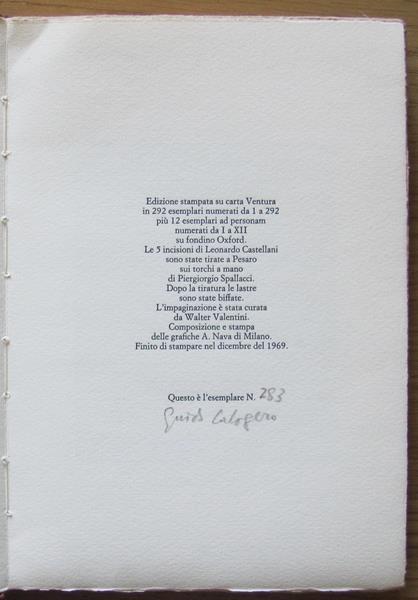 Edizione stampata su carta Ventura
in 292 esemplari numerati da 1 a 292
più 12 esemplari ad personam
numerati da I a XII
su fondino Oxford.
Le 5 incisioni di Leonardo Castellani
sono state tirate a Pesaro
sui torchi a mano
di Piergiorgio Spallacci.
Dopo la tiratura le lastre
sono state biffate.
L'impaginazione è stata curata
da Walter Valentini.
Composizione e stampa
delle grafiche A. Nava di Milano.
Finito di stampare nel dicembre del 1969.
Questo è l'esemplare N. 283
Guido Calogero